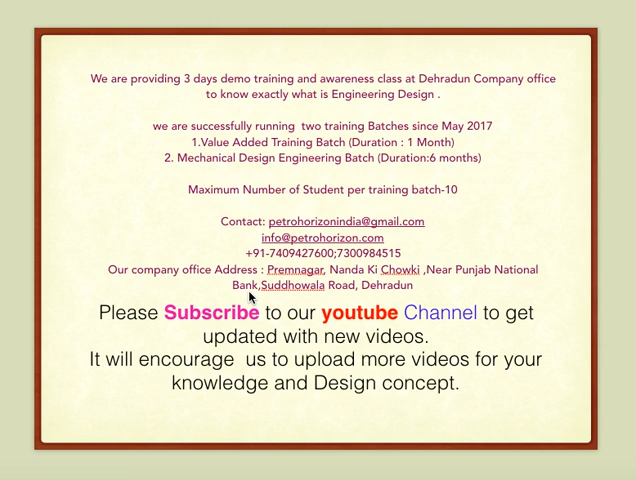 We are providing 3 days demo training and awareness class at Dehradun Company office
to know exactly what is Engineering Design .
we are successfully running  two training Batches since May 2017
1.Value Added Training Batch (Duration : 1 Month)
2. Mechanical Design Engineering Batch (Duration:6 months)
Maximum Number of Student per training batch-10
Contact: petrohorizonindia@gmail.com
info@petrohorizon.com
+91-7409427600;7300984515
Our company office Address : Premnagar, Nanda Ki Chowki ,Near Punjab National
Bank,Suddhowala Road, Dehradun
Please Subscribe to our youtube Channel to get
updated with new videos.
It will encourage  us to upload more videos for your
knowledge and Design concept.